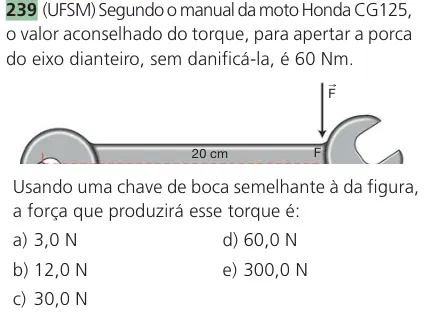 239 (UFSM) Segundo o manual da moto Honda CG125,
o valor aconselhado do torque, para apertar a porca
do eixo dianteiro, sem danificá-la, é 60 Nm.
F
20 cm F
Usando uma chave de boca semelhante à da figura,
a força que produzirá esse torque é:
a) 3,0 N d) 60,0 N
b) 12,0 N e) 300,0 N
c) 30,0 N